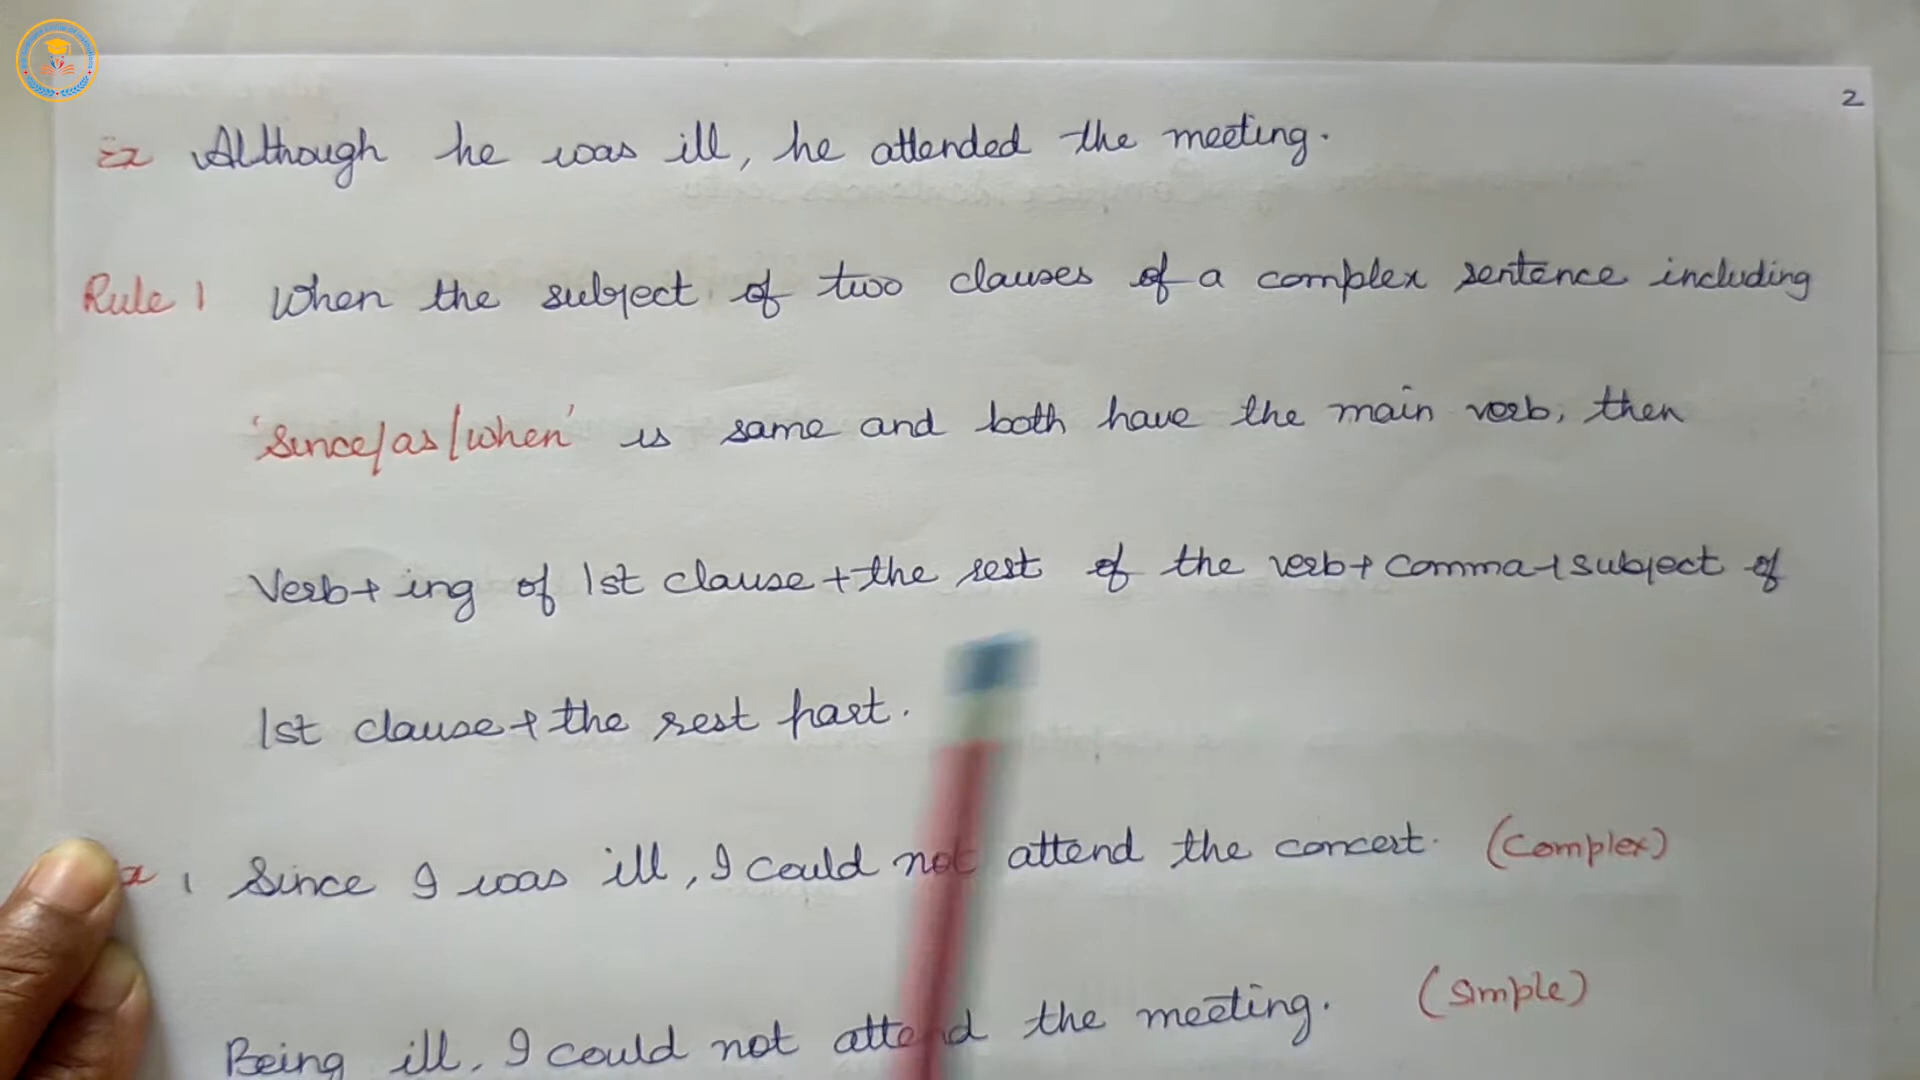 2
Ex Although he was ill, he attended the meeting.
Rule 1 When the subject of two clauses of a complex sentence including
'Since/as/when' is same and both have the main verb, then
Verb+ing of 1st clause+the rest of the verb+comma+subject of
1st clause+the rest part.
1 Since I was ill, I could not attend the concert. (Complex)
Being ill, I could not attend the meeting. (Simple)